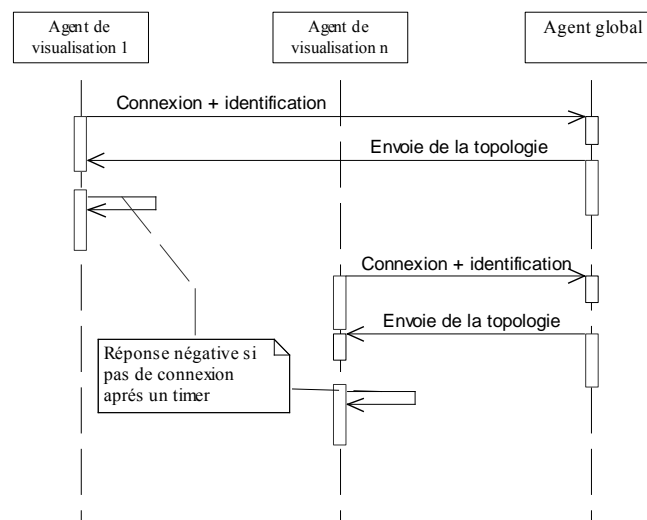 Agent de
visualisation 1
Agent de
visualisation n
Agent global
Connexion + identification
Envoie de la topologie
Connexion + identification
Envoie de la topologie
Réponse négative si
pas de connexion
aprés un timer